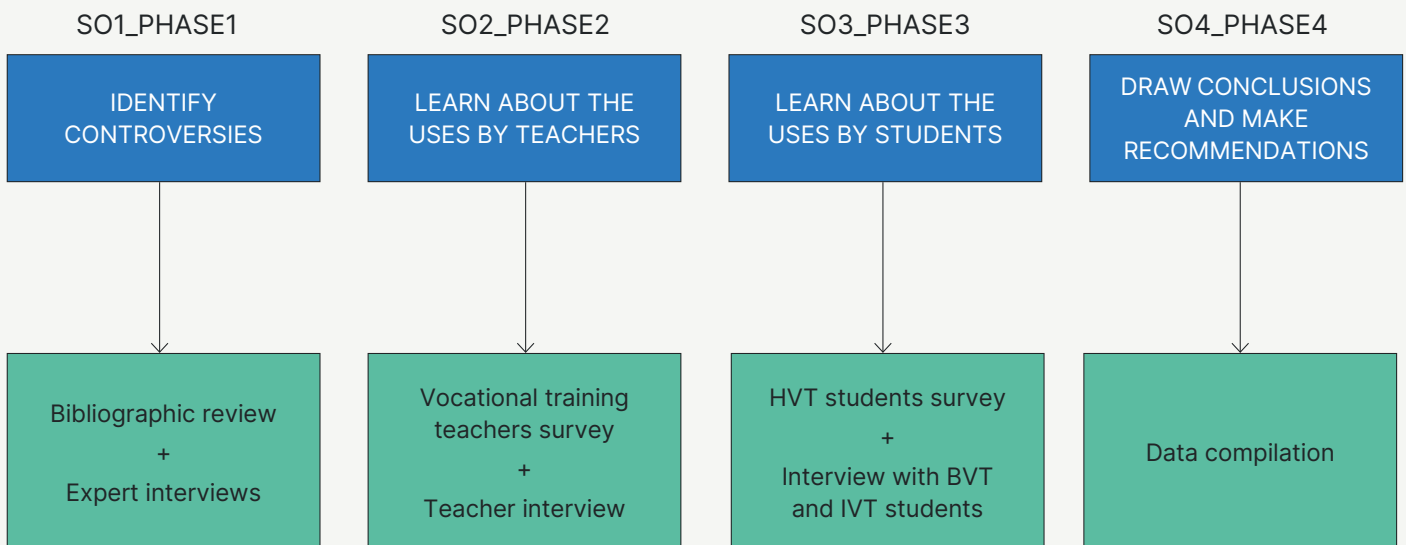 SO1_PHASE1
IDENTIFY
CONTROVERSIES
Bibliographic review
+
Expert interviews
SO2_PHASE2
LEARN ABOUT THE
USES BY TEACHERS
Vocational training
teachers survey
+
Teacher interview
SO3_PHASE3
LEARN ABOUT THE
USES BY STUDENTS
HVT students survey
+
Interview with BVT
and IVT students
SO4_PHASE4
DRAW CONCLUSIONS
AND MAKE
RECOMMENDATIONS
Data compilation